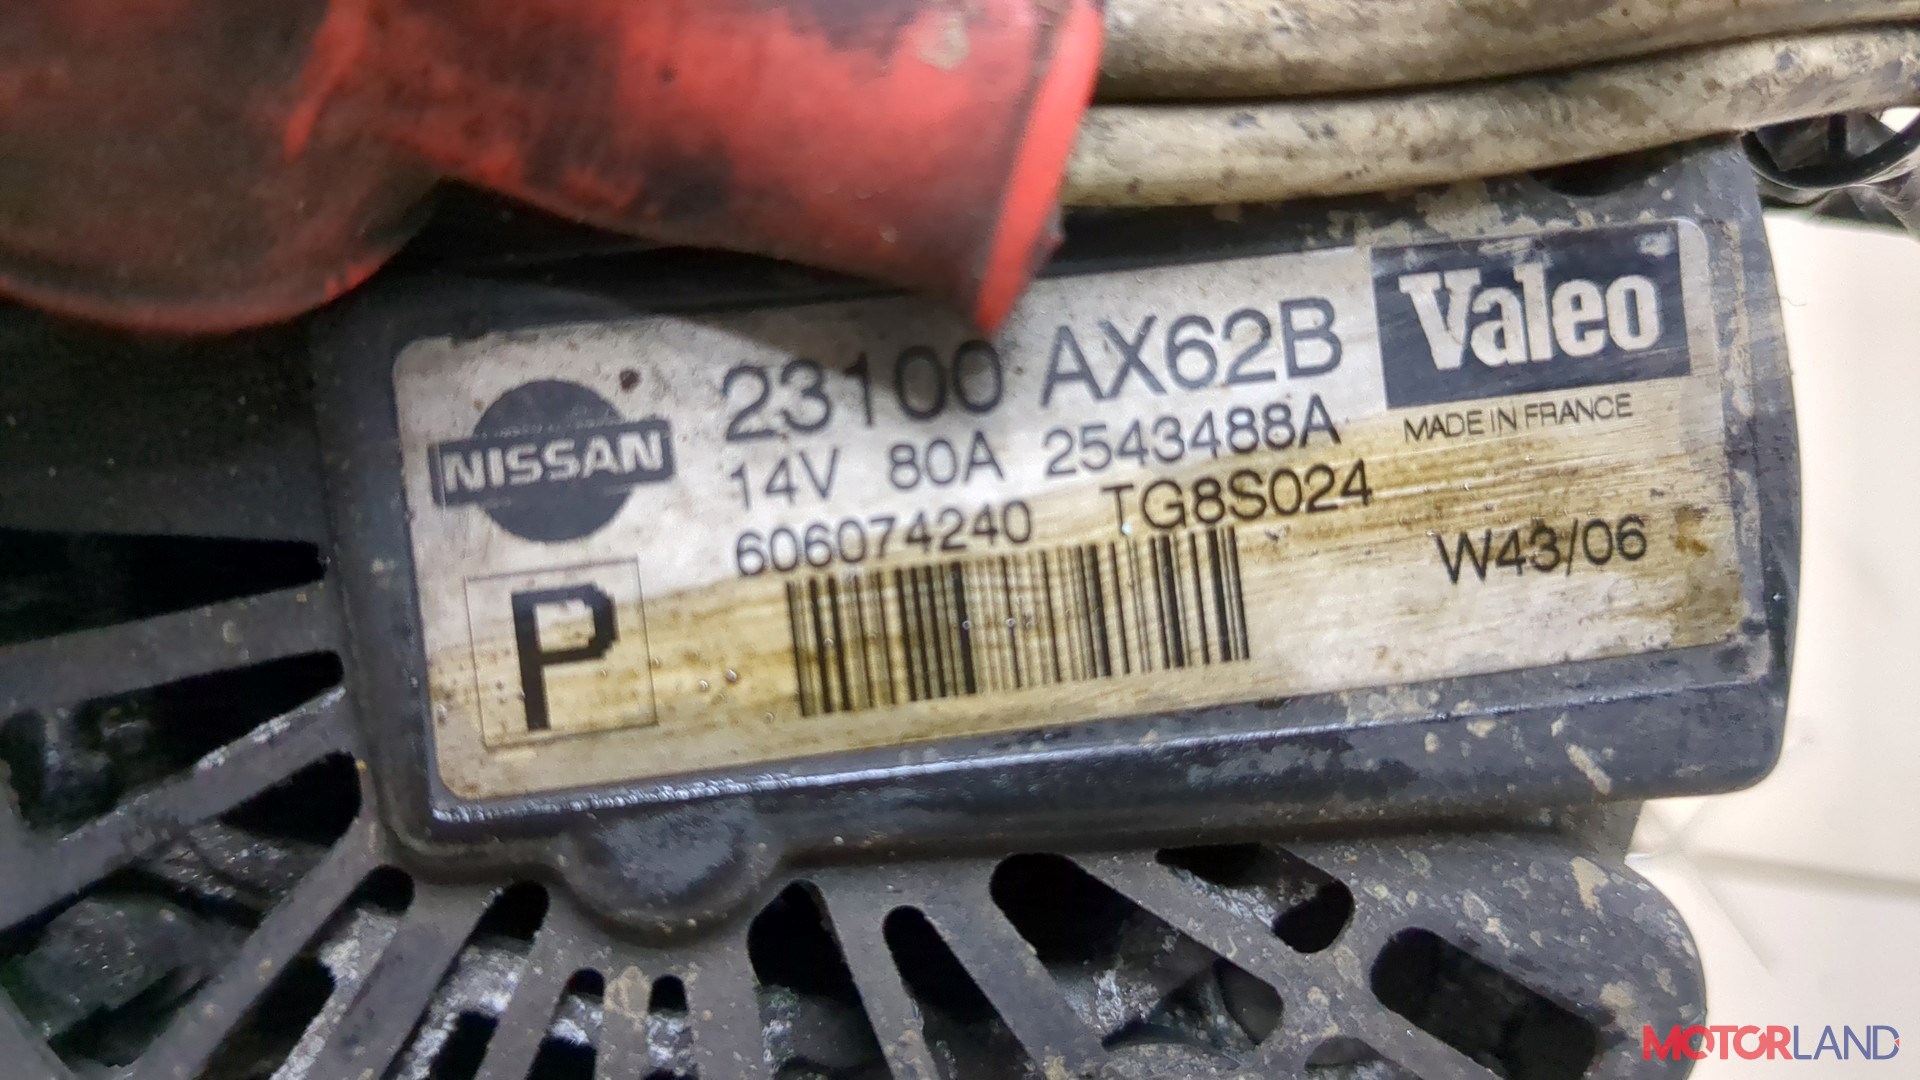 NISSAN
23100 AX62B
Valeo
14V 80A 2543488A
MADE IN FRANCE
606074240 TG8S024
W43/06
P
MOTORLAND